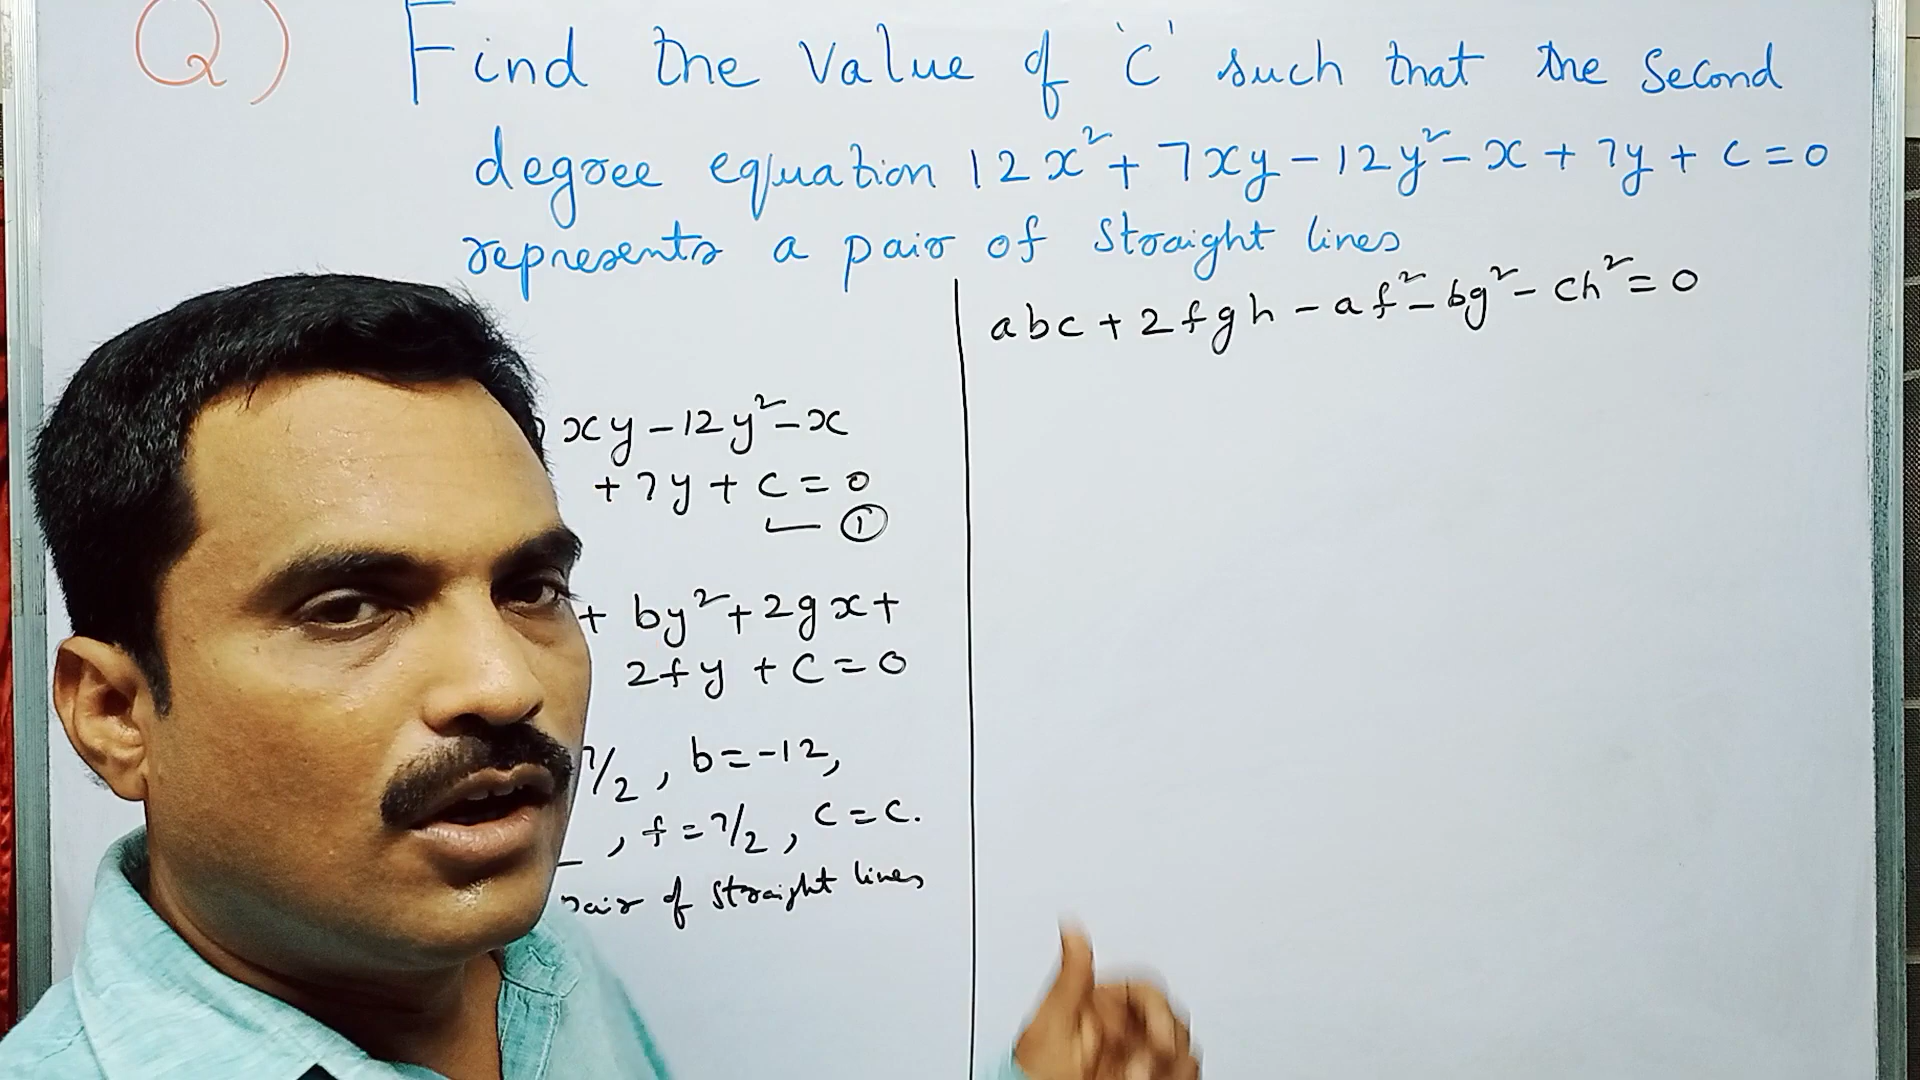 Q) Find the value of 'C' such that the second
degree equation 12x²+7xy-12y²-x+7y+c=0
represents a pair of straight lines
abc+2fgh-af²-bg²-ch²=0
xy-12y²-x
+7y+c=0
①
+ by²+2gx+
2fy+c=0
7/2, b=-12,
, f=7/2, c=c.
pair of straight lines